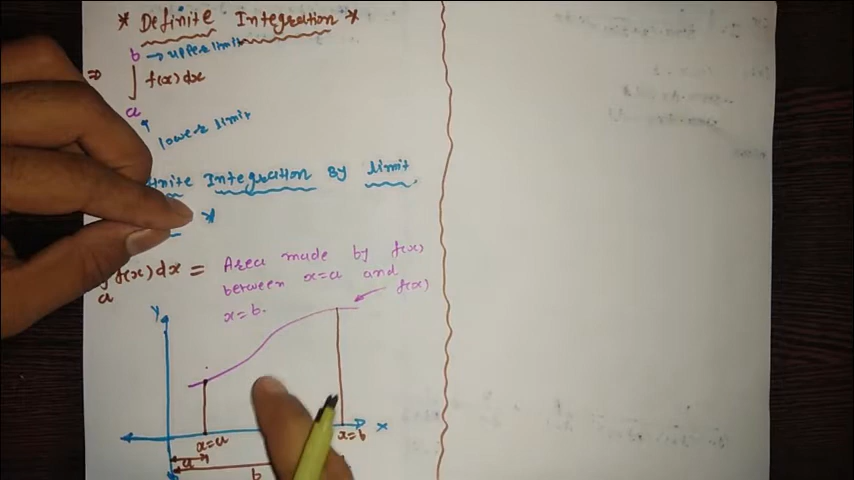 * Definite Integration *
b → upper limit
⇒ ∫ f(x) dx
a
↑ lower limit
Integration By limit
*
f(x) dx = Area made by f(x)
a between x=a and
x=b.
f(x)
Y
X
x=a
x=b
a
b